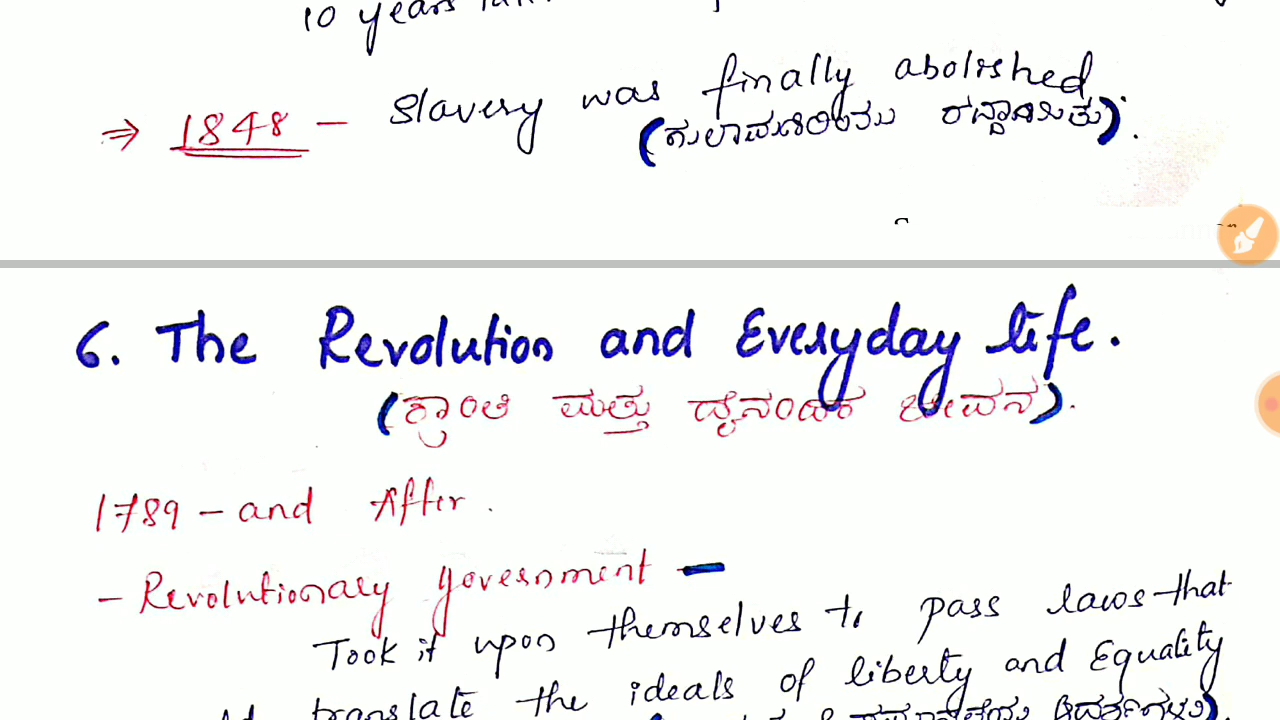 10 years
⇒ 1848 - Slavery was finally abolished.
6. The Revolution and Everyday life.
(ಕ್ರಾಂತಿ ಮತ್ತು ದೈನಂದಿಕ ಜೀವನ).
1789 - and After.
- Revolutionary government -
Took it upon themselves to pass laws that
translate the ideals of liberty and Equality